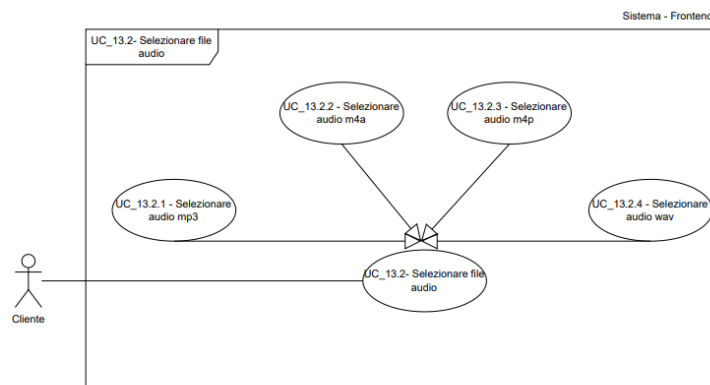 Sistema - Frontend
UC_13.2- Selezionare file
audio
UC_13.2.2 - Selezionare
audio m4a
UC_13.2.3 - Selezionare
audio m4p
UC_13.2.1 - Selezionare
audio mp3
UC_13.2.4 - Selezionare
audio wav
UC_13.2- Selezionare file
audio
Cliente